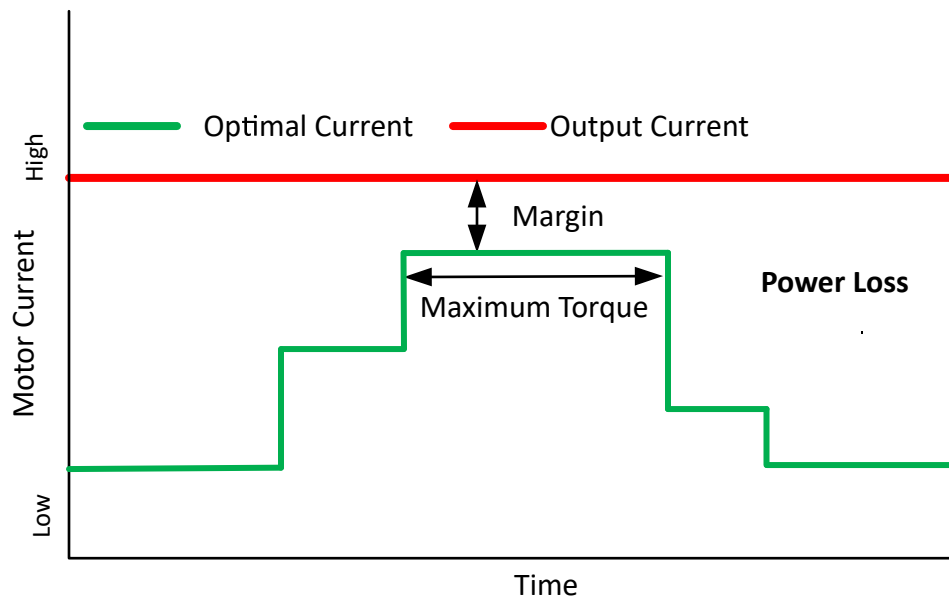 Optimal Current
Output Current
High
Margin
Power Loss
Maximum Torque
Motor Current
Low
Time